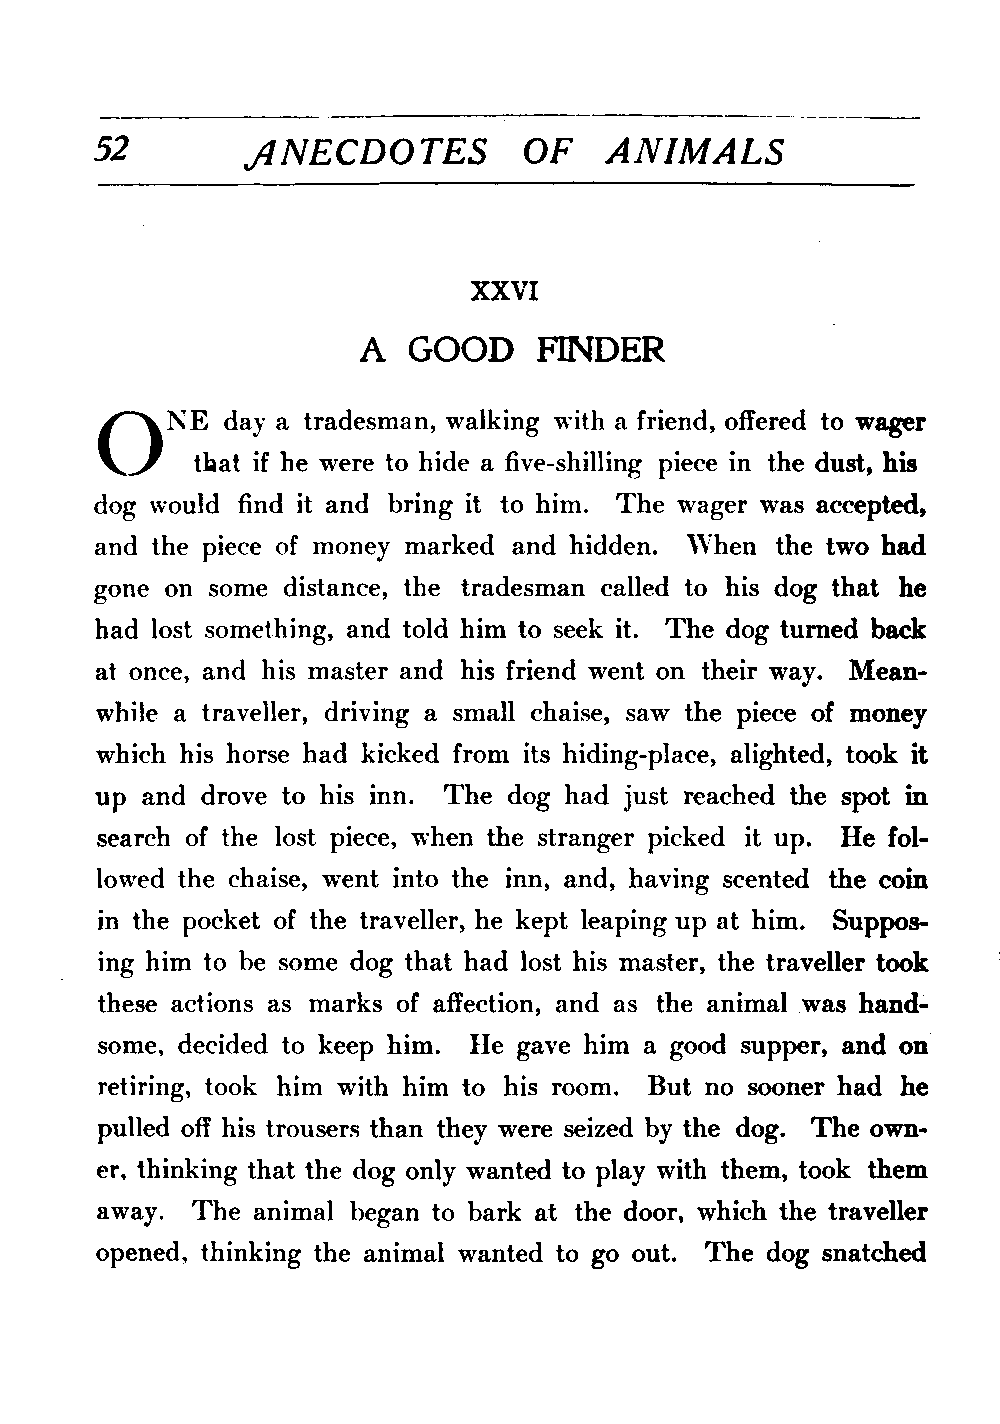 52 ANECDOTES OF ANIMALS
XXVI
A GOOD FINDER
ONE day a tradesman, walking with a friend, offered to wager
that if he were to hide a five-shilling piece in the dust, his
dog would find it and bring it to him. The wager was accepted,
and the piece of money marked and hidden. When the two had
gone on some distance, the tradesman called to his dog that he
had lost something, and told him to seek it. The dog turned back
at once, and his master and his friend went on their way. Mean-
while a traveller, driving a small chaise, saw the piece of money
which his horse had kicked from its hiding-place, alighted, took it
up and drove to his inn. The dog had just reached the spot in
search of the lost piece, when the stranger picked it up. He fol-
lowed the chaise, went into the inn, and, having scented the coin
in the pocket of the traveller, he kept leaping up at him. Suppos-
ing him to be some dog that had lost his master, the traveller took
these actions as marks of affection, and as the animal was hand-
some, decided to keep him. He gave him a good supper, and on
retiring, took him with him to his room. But no sooner had he
pulled off his trousers than they were seized by the dog. The own-
er, thinking that the dog only wanted to play with them, took them
away. The animal began to bark at the door, which the traveller
opened, thinking the animal wanted to go out. The dog snatched